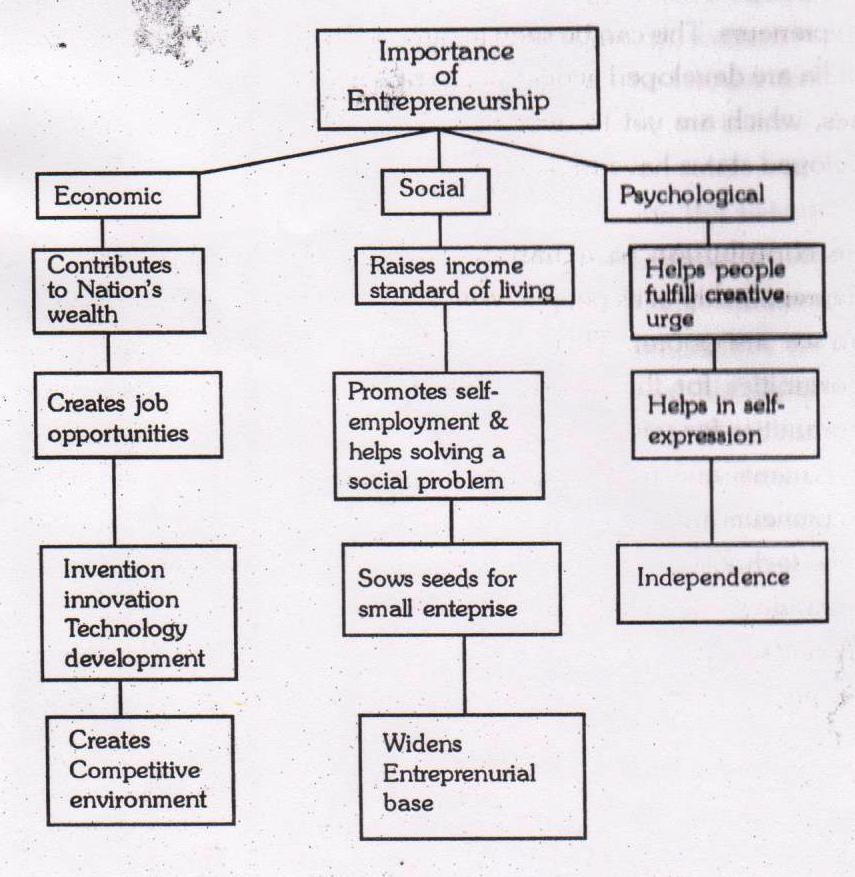 Importance
of
Entrepreneurship
Economic
Contributes
to Nation's
wealth
Creates job
opportunities
Invention
innovation
Technology
development
Creates
Competitive
environment
Social
Raises income
standard of living
Promotes self-
employment &
helps solving a
social problem
Sows seeds for
small enteprise
Widens
Entreprenurial
base
Psychological
Helps people
fulfill creative
urge
Helps in self-
expression
Independence